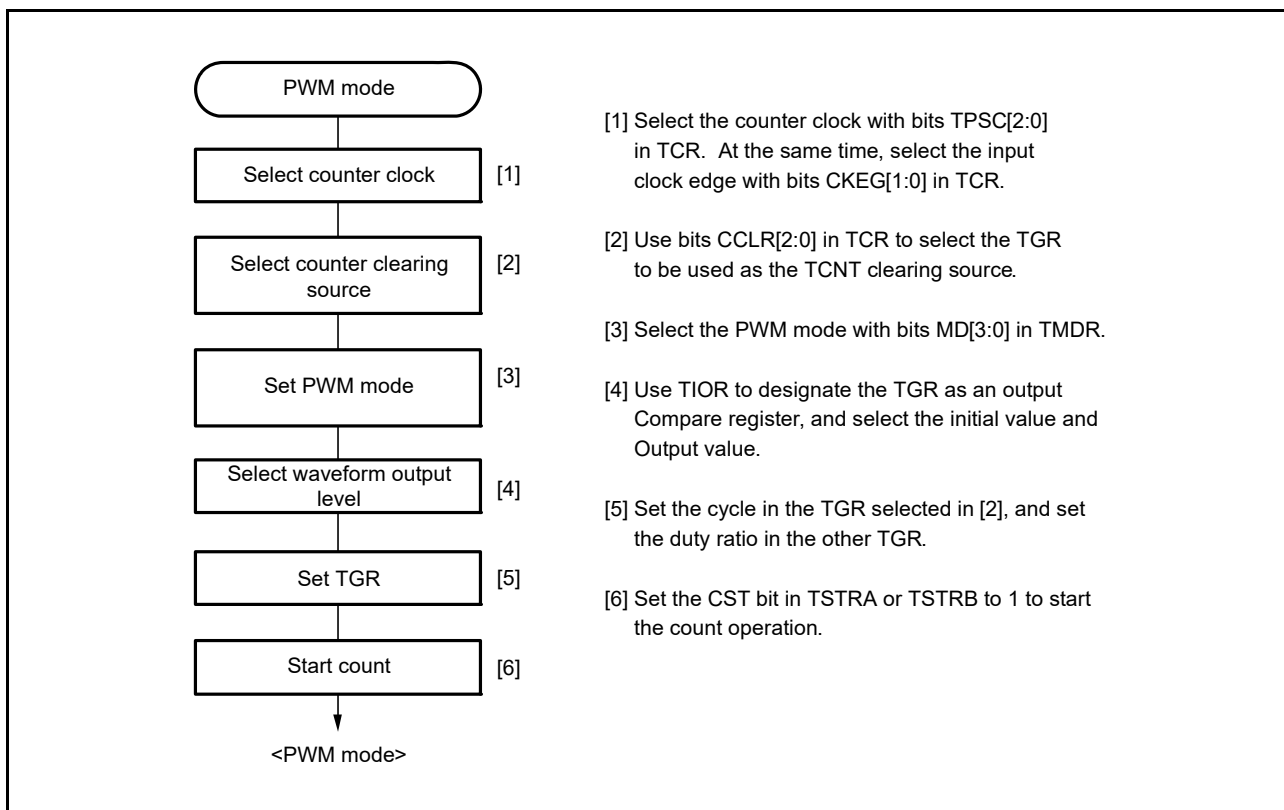 PWM mode
Select counter clock
[1]
Select counter clearing
source
[2]
Set PWM mode
[3]
Select waveform output
level
[4]
Set TGR
[5]
Start count
[6]
<PWM mode>
[1] Select the counter clock with bits TPSC[2:0]
in TCR.  At the same time, select the input
clock edge with bits CKEG[1:0] in TCR.
[2] Use bits CCLR[2:0] in TCR to select the TGR
to be used as the TCNT clearing source.
[3] Select the PWM mode with bits MD[3:0] in TMDR.
[4] Use TIOR to designate the TGR as an output
Compare register, and select the initial value and
Output value.
[5] Set the cycle in the TGR selected in [2], and set
the duty ratio in the other TGR.
[6] Set the CST bit in TSTRA or TSTRB to 1 to start
the count operation.